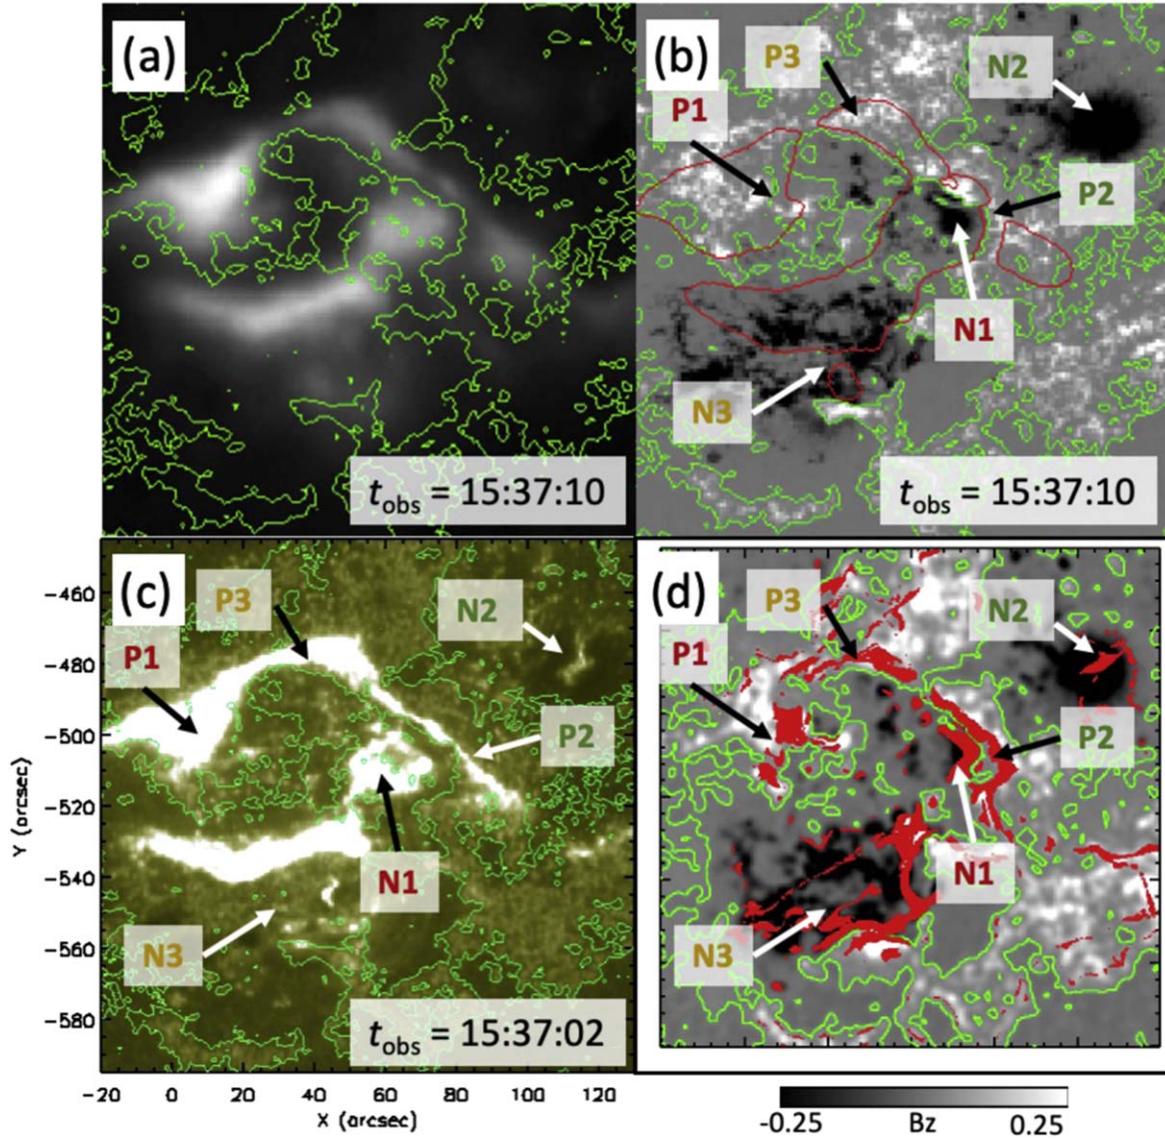 (a)
t_obs = 15:37:10
(b)
P3
N2
P1
P2
N1
N3
t_obs = 15:37:10
(c)
P3
N2
P1
P2
N1
N3
t_obs = 15:37:02
-460
-480
-500
-520
-540
-560
-580
Y (arcsec)
-20 0 20 40 60 80 100 120
X (arcsec)
(d)
P3
N2
P1
P2
N1
N3
-0.25 Bz 0.25